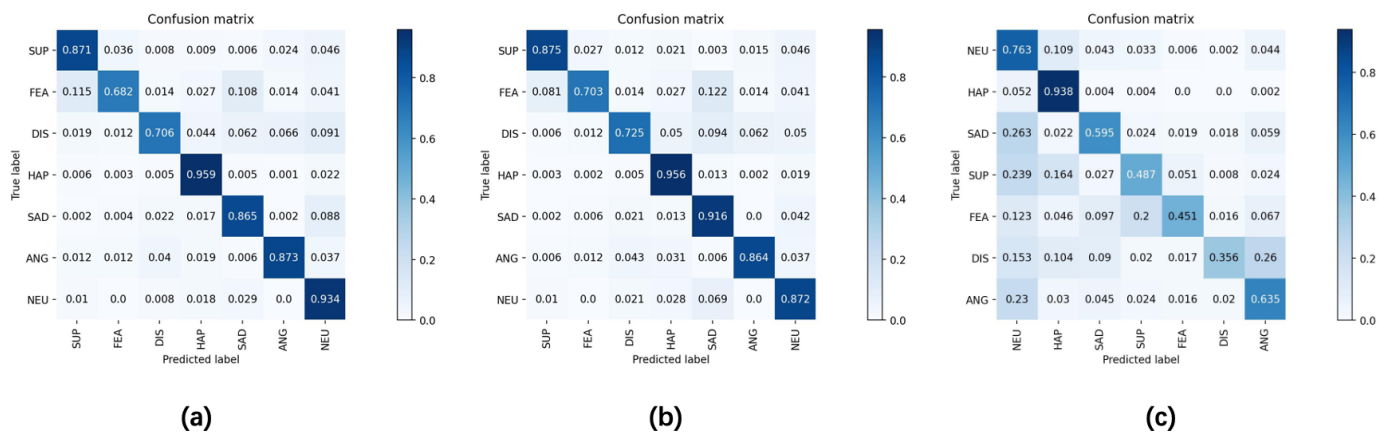 Confusion matrix
SUP 0.871 0.036 0.008 0.009 0.006 0.024 0.046
FEA 0.115 0.682 0.014 0.027 0.108 0.014 0.041
DIS 0.019 0.012 0.706 0.044 0.062 0.066 0.091
HAP 0.006 0.003 0.005 0.959 0.005 0.001 0.022
SAD 0.002 0.004 0.022 0.017 0.865 0.002 0.088
ANG 0.012 0.012 0.04 0.019 0.006 0.873 0.037
NEU 0.01 0.0 0.008 0.018 0.029 0.0 0.934
SUP FEA DIS HAP SAD ANG NEU
True label
Predicted label
0.8
0.6
0.4
0.2
0.0
(a)
Confusion matrix
SUP 0.875 0.027 0.012 0.021 0.003 0.015 0.046
FEA 0.081 0.703 0.014 0.027 0.122 0.014 0.041
DIS 0.006 0.012 0.725 0.05 0.094 0.062 0.05
HAP 0.003 0.002 0.005 0.956 0.013 0.002 0.019
SAD 0.002 0.006 0.021 0.013 0.916 0.0 0.042
ANG 0.006 0.012 0.043 0.031 0.006 0.864 0.037
NEU 0.01 0.0 0.021 0.028 0.069 0.0 0.872
SUP FEA DIS HAP SAD ANG NEU
True label
Predicted label
0.8
0.6
0.4
0.2
0.0
(b)
Confusion matrix
NEU 0.763 0.109 0.043 0.033 0.006 0.002 0.044
HAP 0.052 0.938 0.004 0.004 0.0 0.0 0.002
SAD 0.263 0.022 0.595 0.024 0.019 0.018 0.059
SUP 0.239 0.164 0.027 0.487 0.051 0.008 0.024
FEA 0.123 0.046 0.097 0.2 0.451 0.016 0.067
DIS 0.153 0.104 0.09 0.02 0.017 0.356 0.26
ANG 0.23 0.03 0.045 0.024 0.016 0.02 0.635
NEU HAP SAD SUP FEA DIS ANG
True label
Predicted label
0.8
0.6
0.4
0.2
0.0
(c)